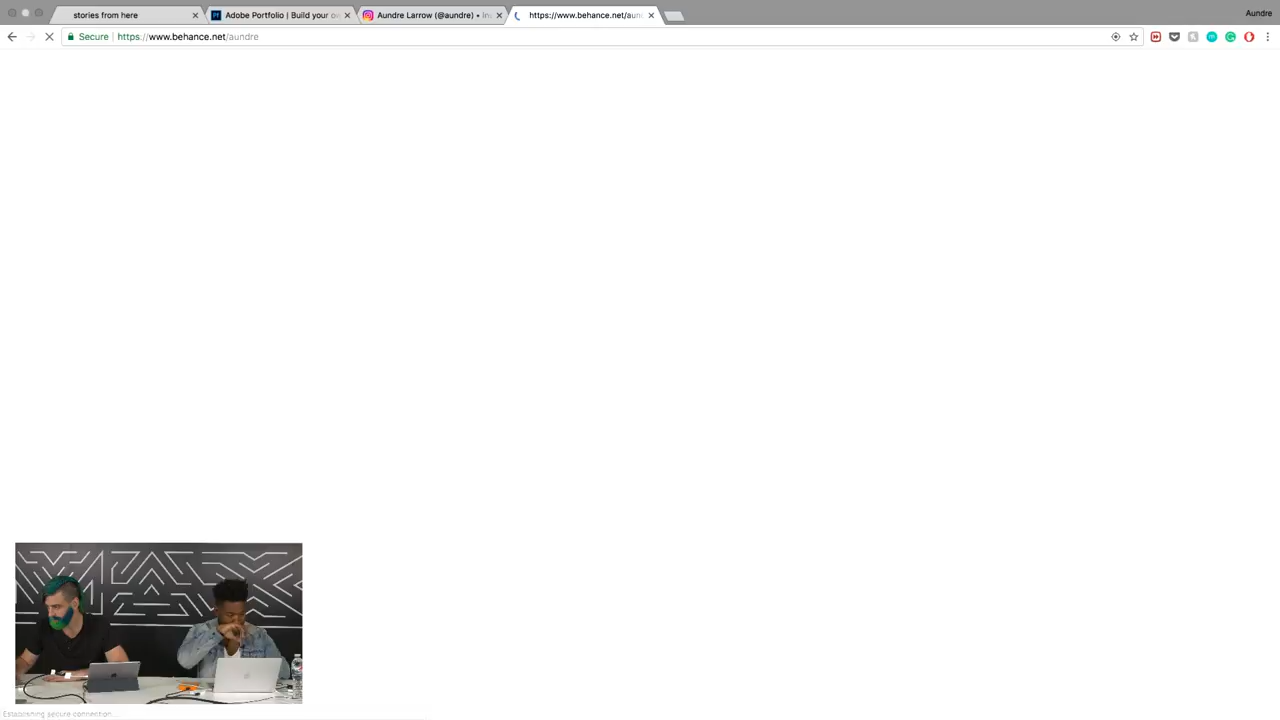 stories from here
Adobe Portfolio | Build your o
Aundre Larrow (@aundre) • In
https://www.behance.net/aun
Aundre
Secure
https://www.behance.net/aundre
Establishing secure connection...